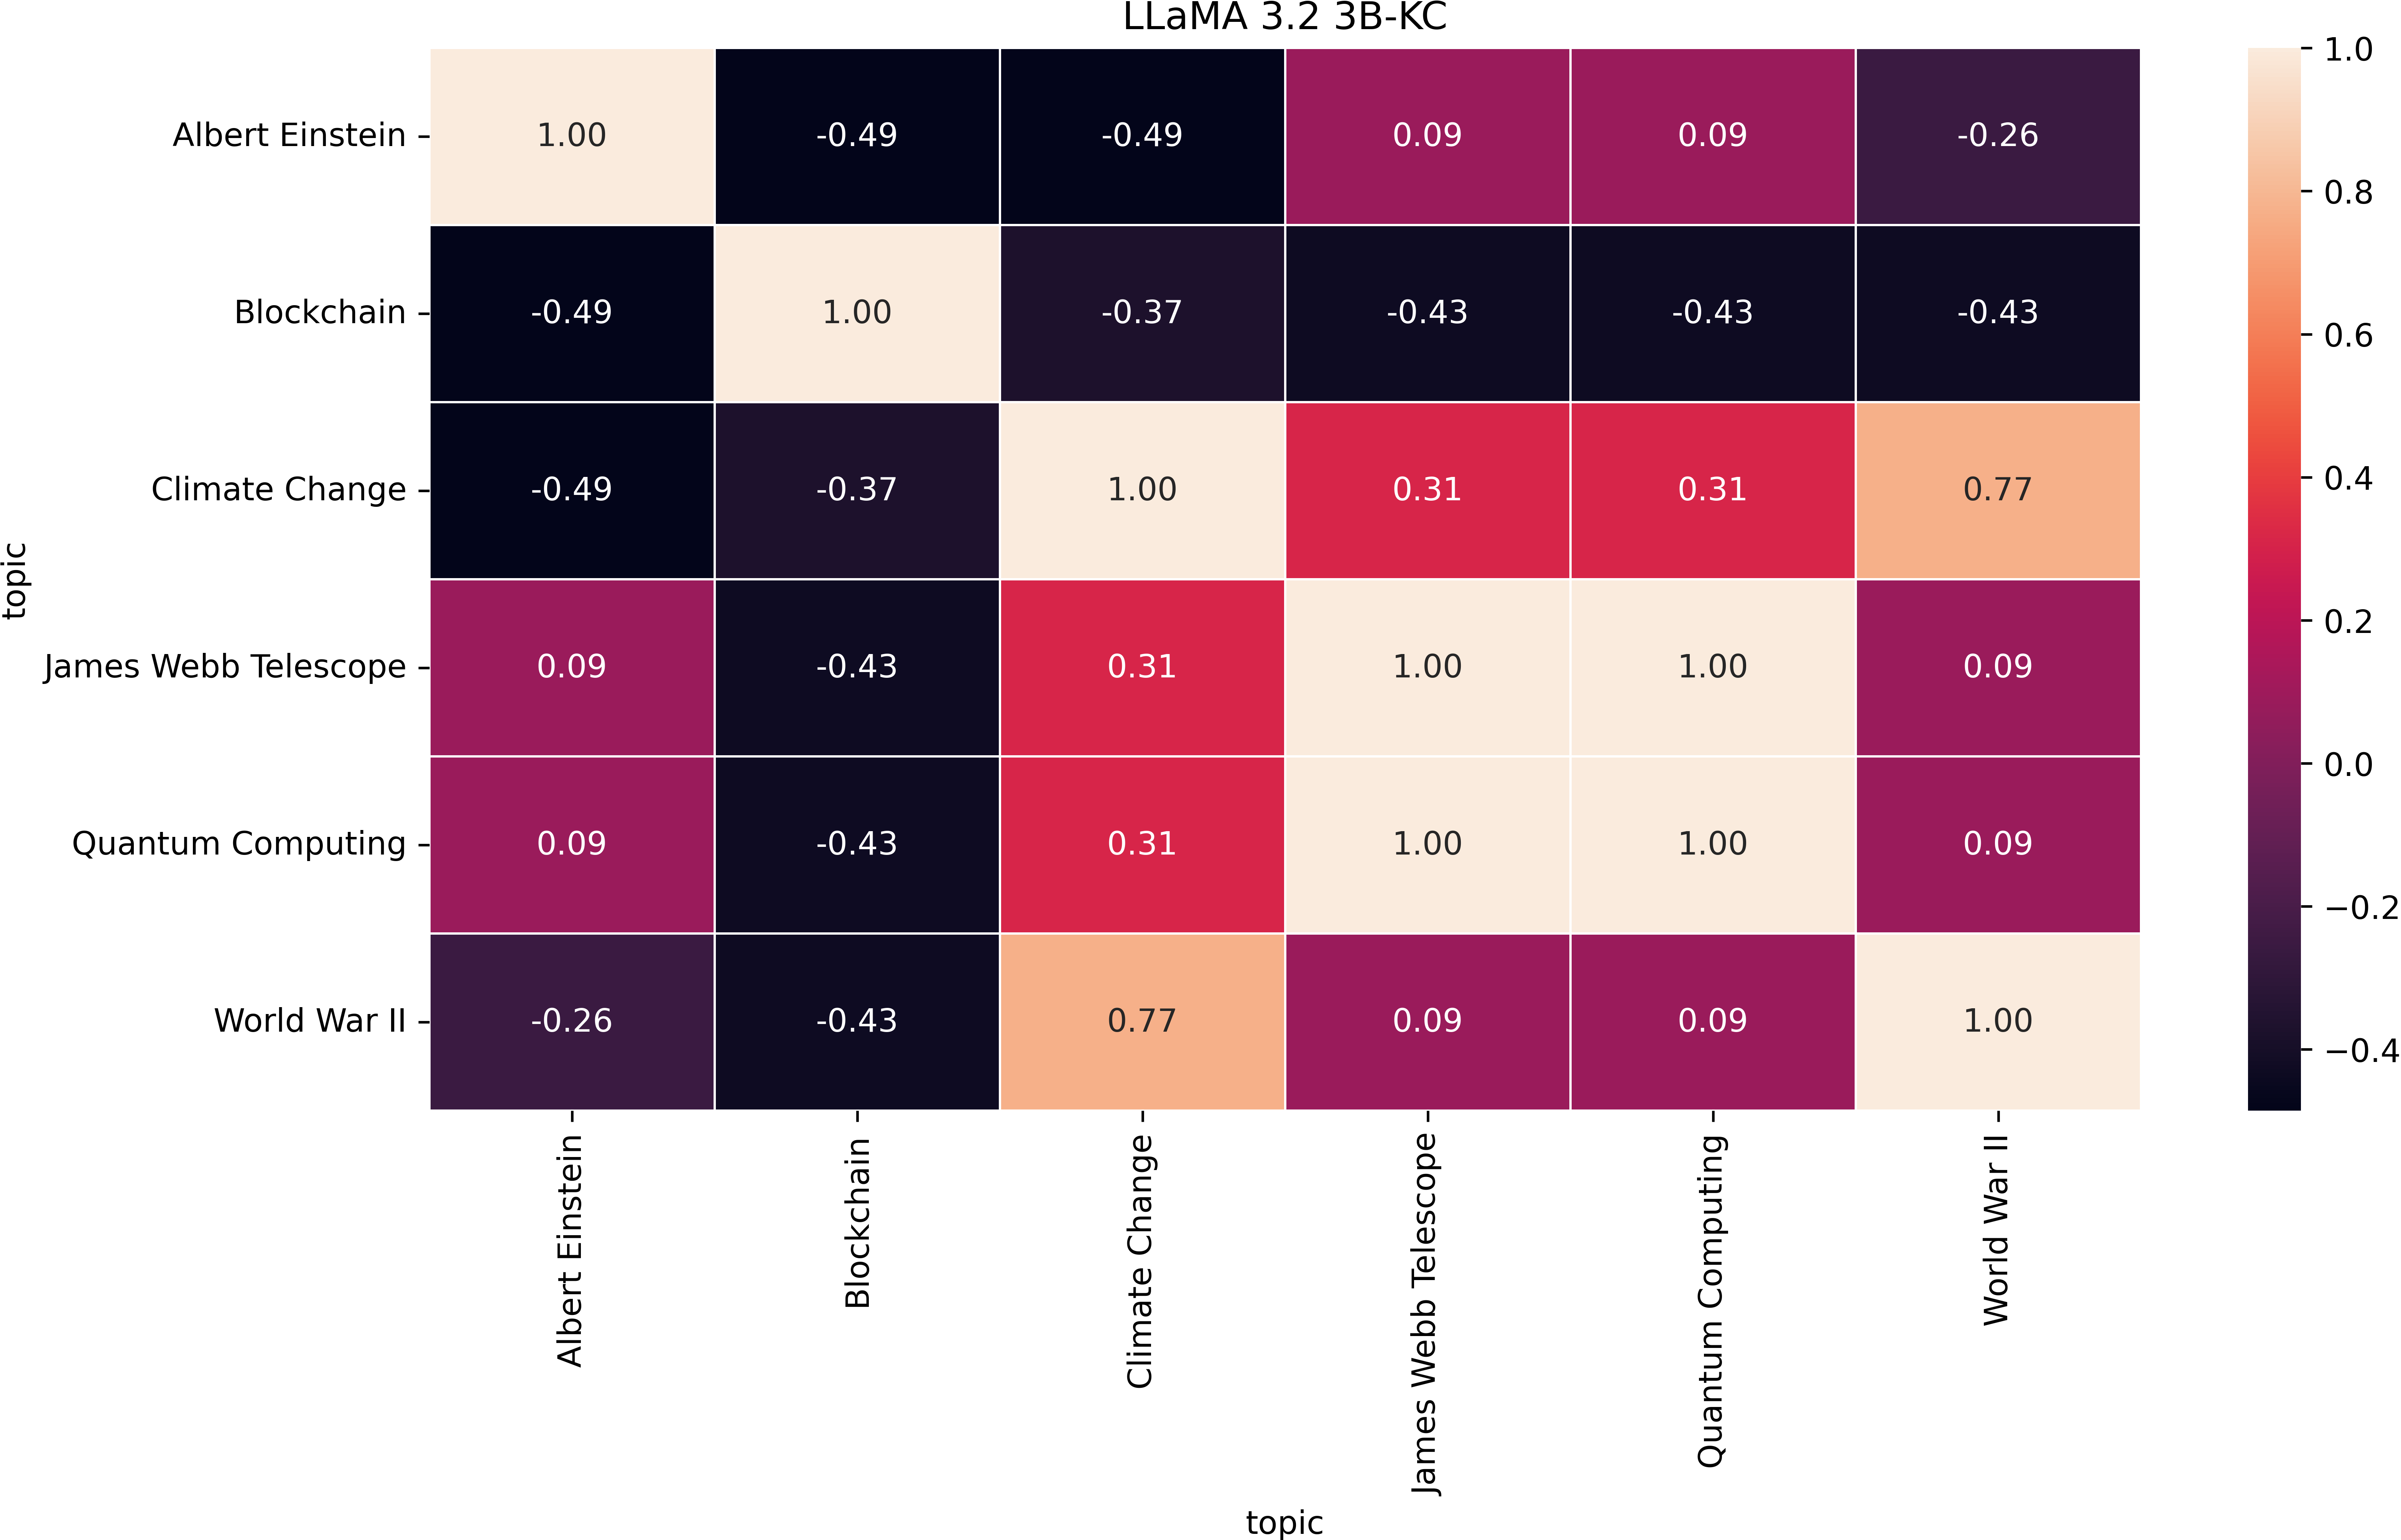 LLaMA 3.2 3B-KC
Albert Einstein 1.00 -0.49 -0.49 0.09 0.09 -0.26
Blockchain -0.49 1.00 -0.37 -0.43 -0.43 -0.43
Climate Change -0.49 -0.37 1.00 0.31 0.31 0.77
James Webb Telescope 0.09 -0.43 0.31 1.00 1.00 0.09
Quantum Computing 0.09 -0.43 0.31 1.00 1.00 0.09
World War II -0.26 -0.43 0.77 0.09 0.09 1.00
topic
Albert Einstein
Blockchain
Climate Change
James Webb Telescope
Quantum Computing
World War II
topic
1.0
0.8
0.6
0.4
0.2
0.0
−0.2
−0.4